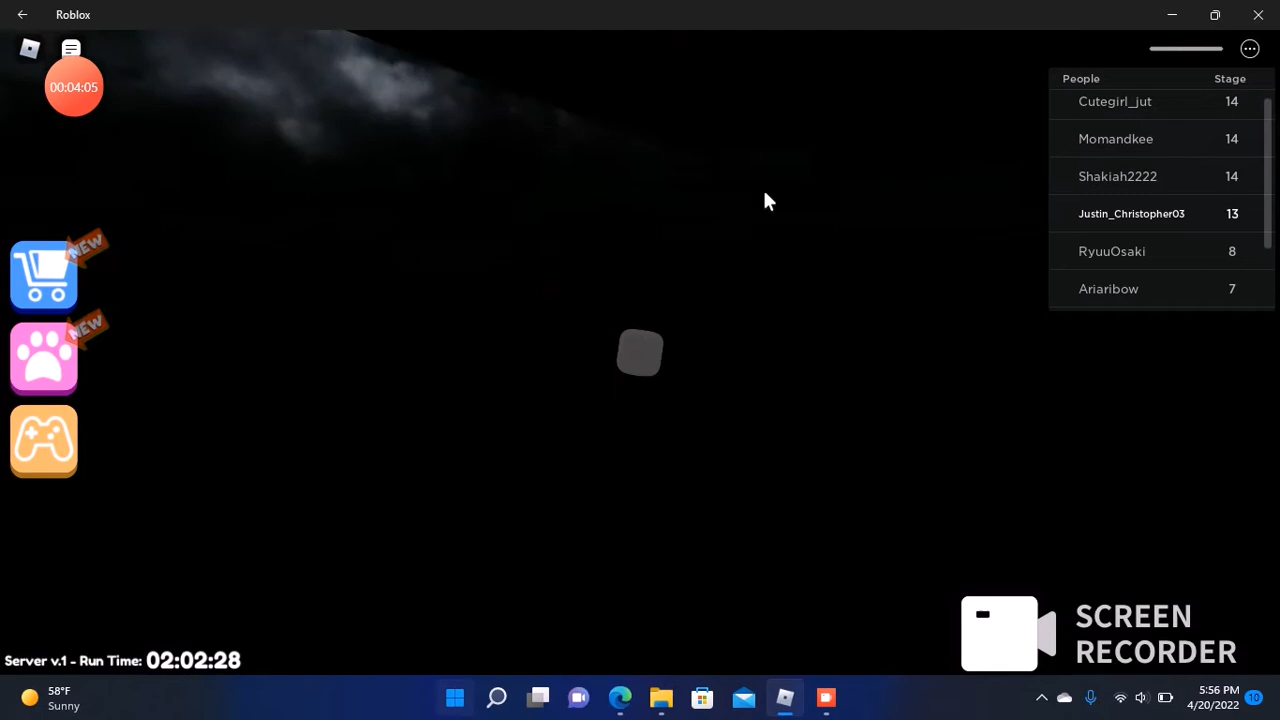 Roblox
00:04:05
People Stage
Cutegirl_jut 14
Momandkee 14
Shakiah2222 14
Justin_Christopher03 13
RyuuOsaki 8
Ariaribow 7
NEW
NEW
SCREEN
RECORDER
Server v.1 - Run Time: 02:02:28
58°F
Sunny
5:56 PM
4/20/2022
10